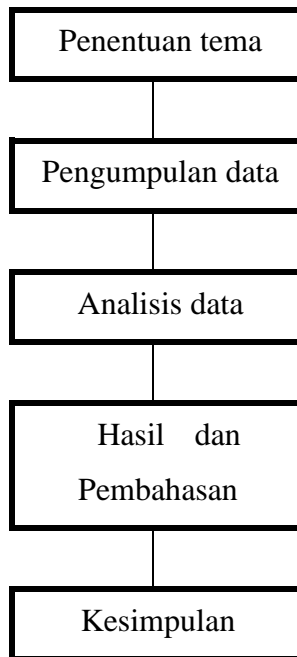 Penentuan tema
Pengumpulan data
Analisis data
Hasil dan
Pembahasan
Kesimpulan